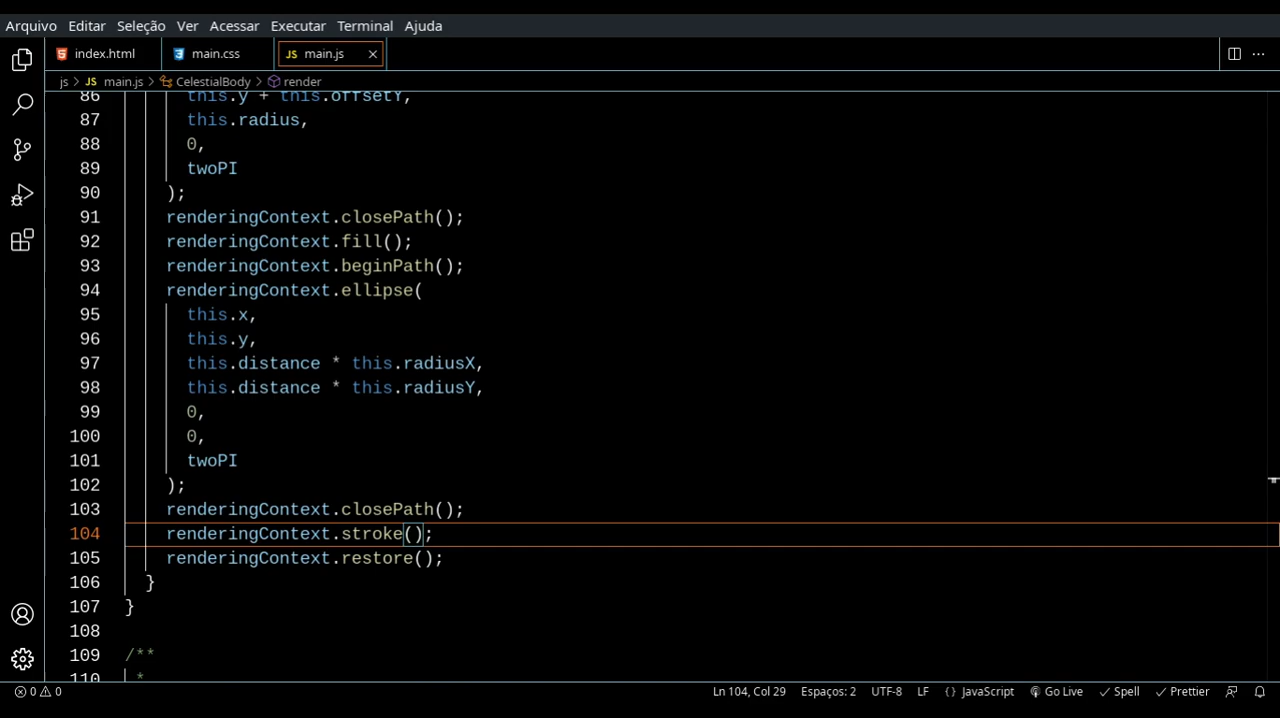 Arquivo Editar Seleção Ver Acessar Executar Terminal Ajuda
index.html main.css JS main.js
js > JS main.js > CelestialBody > render
86 this.y + this.offsetY,
87 this.radius,
88 0,
89 twoPI
90 );
91 renderingContext.closePath();
92 renderingContext.fill();
93 renderingContext.beginPath();
94 renderingContext.ellipse(
95 this.x,
96 this.y,
97 this.distance * this.radiusX,
98 this.distance * this.radiusY,
99 0,
100 0,
101 twoPI
102 );
103 renderingContext.closePath();
104 renderingContext.stroke();
105 renderingContext.restore();
106 }
107 }
108
109 /**
110 *
0 0 Ln 104, Col 29 Espaços: 2 UTF-8 LF {} JavaScript Go Live Spell Prettier